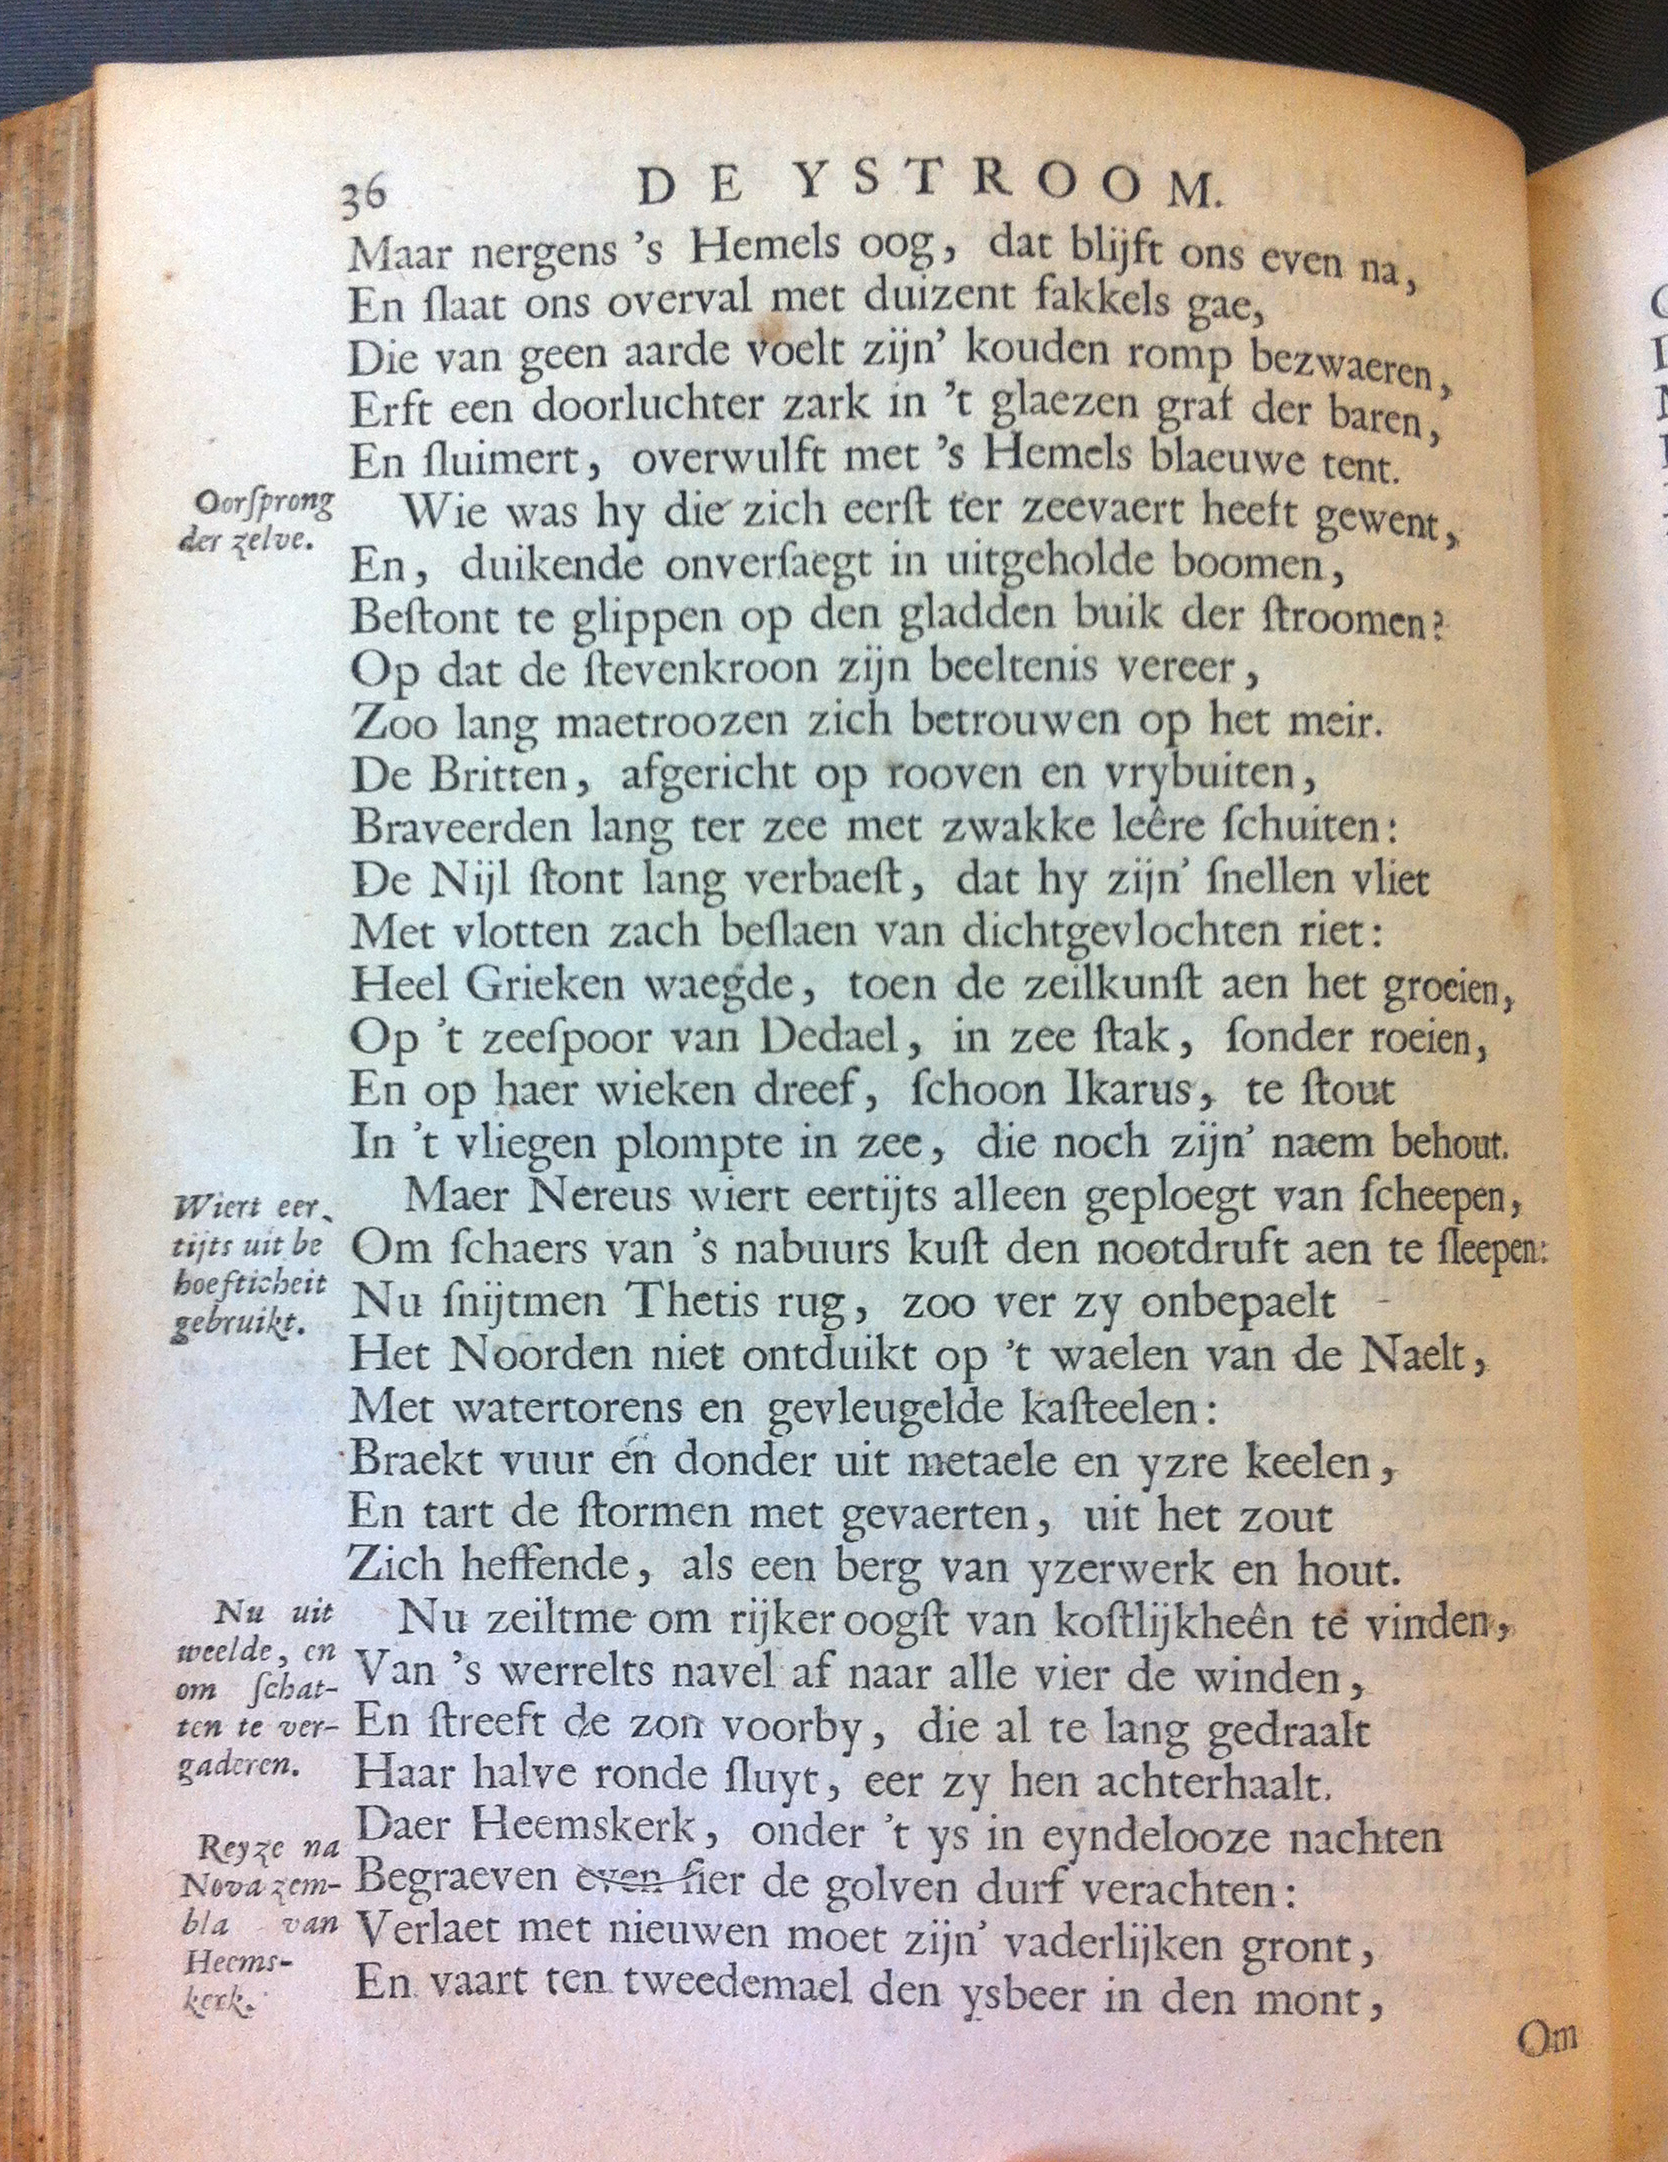 36 DE YSTROOM.
Maar nergens 's Hemels oog, dat blijft ons even na,
En ſlaat ons overval met duizent fakkels gae,
Die van geen aarde voelt zijn' kouden romp bezwaeren,
Erft een doorluchter zark in 't glaezen graf der baren,
En ſluimert, overwulft met 's Hemels blaeuwe tent.
Oorſprong
der zelve.
Wie was hy die zich eerſt ter zeevaert heeft gewent,
En, duikende onverſaegt in uitgeholde boomen,
Beſtont te glippen op den gladden buik der ſtroomen?
Op dat de ſtevenkroon zijn beeltenis vereer,
Zoo lang maetroozen zich betrouwen op het meir.
De Britten, afgericht op rooven en vrybuiten,
Braveerden lang ter zee met zwakke leêre ſchuiten:
De Nijl ſtont lang verbaeſt, dat hy zijn' ſnellen vliet
Met vlotten zach beſlaen van dichtgevlochten riet:
Heel Grieken waegde, toen de zeilkunſt aen het groeien,
Op 't zeeſpoor van Dedael, in zee ſtak, ſonder roeien,
En op haer wieken dreef, ſchoon Ikarus, te ſtout
In 't vliegen plompte in zee, die noch zijn' naem behout.
Wiert eer-
tijts uit be
hoefticheit
gebruikt.
Maer Nereus wiert eertijts alleen geploegt van ſcheepen,
Om ſchaers van 's nabuurs kuſt den nootdruft aen te ſleepen:
Nu ſnijtmen Thetis rug, zoo ver zy onbepaelt
Het Noorden niet ontduikt op 't waelen van de Naelt,
Met watertorens en gevleugelde kaſteelen:
Braekt vuur én donder uit metaele en yzre keelen,
En tart de ſtormen met gevaerten, uit het zout
Zich heffende, als een berg van yzerwerk en hout.
Nu uit
weelde, en
om ſchat-
ten te ver-
gaderen.
Nu zeiltme om rijker oogſt van koſtlijkheên te vinden,
Van 's werrelts navel af naar alle vier de winden,
En ſtreeft de zon voorby, die al te lang gedraalt
Haar halve ronde ſluyt, eer zy hen achterhaalt.
Reyze na
Nova zem-
bla van
Heems-
kerk.
Daer Heemskerk, onder 't ys in eyndelooze nachten
Begraeven even fier de golven durf verachten:
Verlaet met nieuwen moet zijn' vaderlijken gront,
En vaart ten tweedemael den ysbeer in den mont,
Om